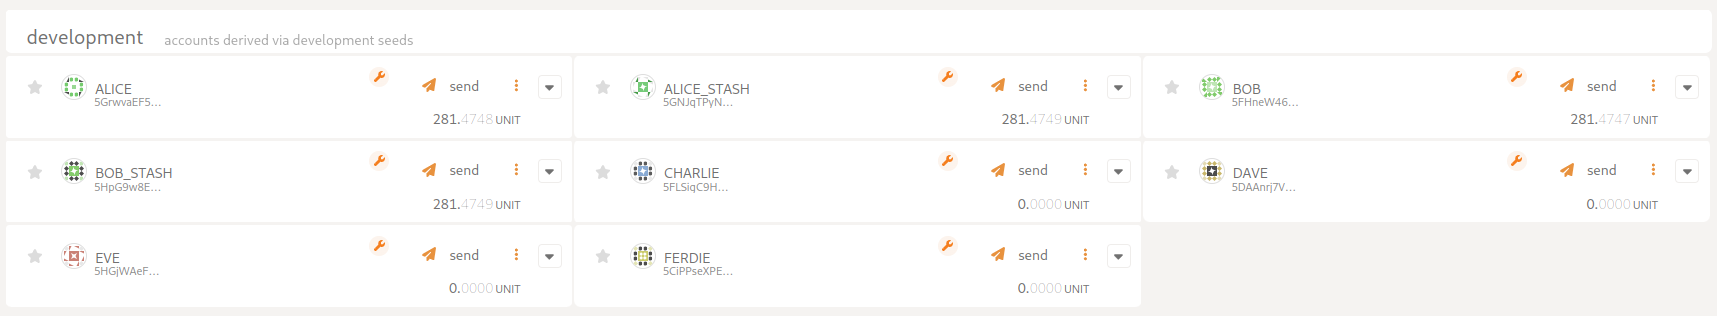 development accounts derived via development seeds
ALICE send
5GrwvaEF5...
281.4748 UNIT
ALICE_STASH send
5GNJqTPyN...
281.4749 UNIT
BOB send
5FHneW46...
281.4747 UNIT
BOB_STASH send
5HpG9w8E...
281.4749 UNIT
CHARLIE send
5FLSigC9H...
0.0000 UNIT
DAVE send
5DAAnrj7V...
0.0000 UNIT
EVE send
5HGjWAeF...
0.0000 UNIT
FERDIE send
5CiPPseXPE...
0.0000 UNIT